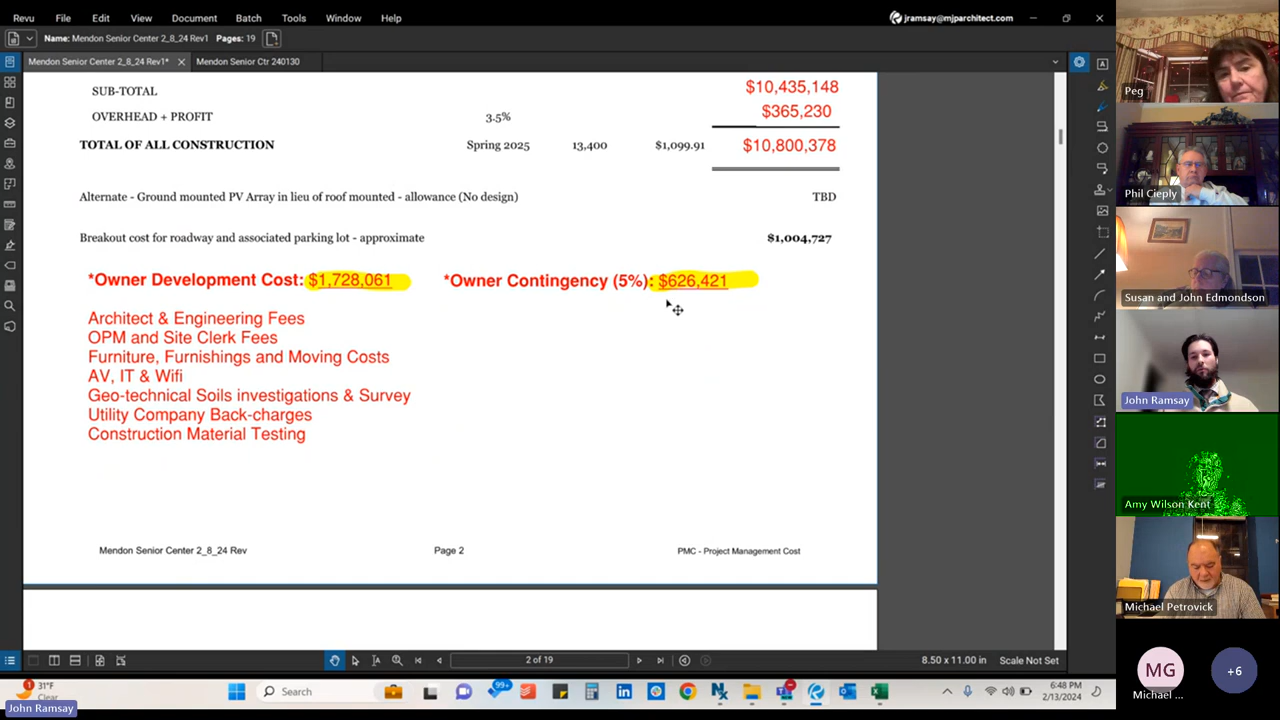 Revu File Edit View Document Batch Tools Window Help jramsay@mjparchitect.com
Name: Mendon Senior Center 2_8_24 Rev1 Pages: 19
Mendon Senior Center 2_8_24 Rev1* Mendon Senior Ctr 240130
SUB-TOTAL $10,435,148
OVERHEAD + PROFIT 3.5% $365,230
TOTAL OF ALL CONSTRUCTION Spring 2025 13,400 $1,099.91 $10,800,378
Alternate - Ground mounted PV Array in lieu of roof mounted - allowance (No design) TBD
Breakout cost for roadway and associated parking lot - approximate $1,004,727
*Owner Development Cost: $1,728,061 *Owner Contingency (5%): $626,421
Architect & Engineering Fees
OPM and Site Clerk Fees
Furniture, Furnishings and Moving Costs
AV, IT & Wifi
Geo-technical Soils investigations & Survey
Utility Company Back-charges
Construction Material Testing
Mendon Senior Center 2_8_24 Rev Page 2 PMC - Project Management Cost
2 of 19 8.50 x 11.00 in Scale Not Set
31°F
Clear
Search
99+
6:48 PM
2/13/2024
John Ramsay
Peg
Phil Cieply
Susan and John Edmondson
John Ramsay
Amy Wilson Kent
Michael Petrovick
MG
Michael ...
+6